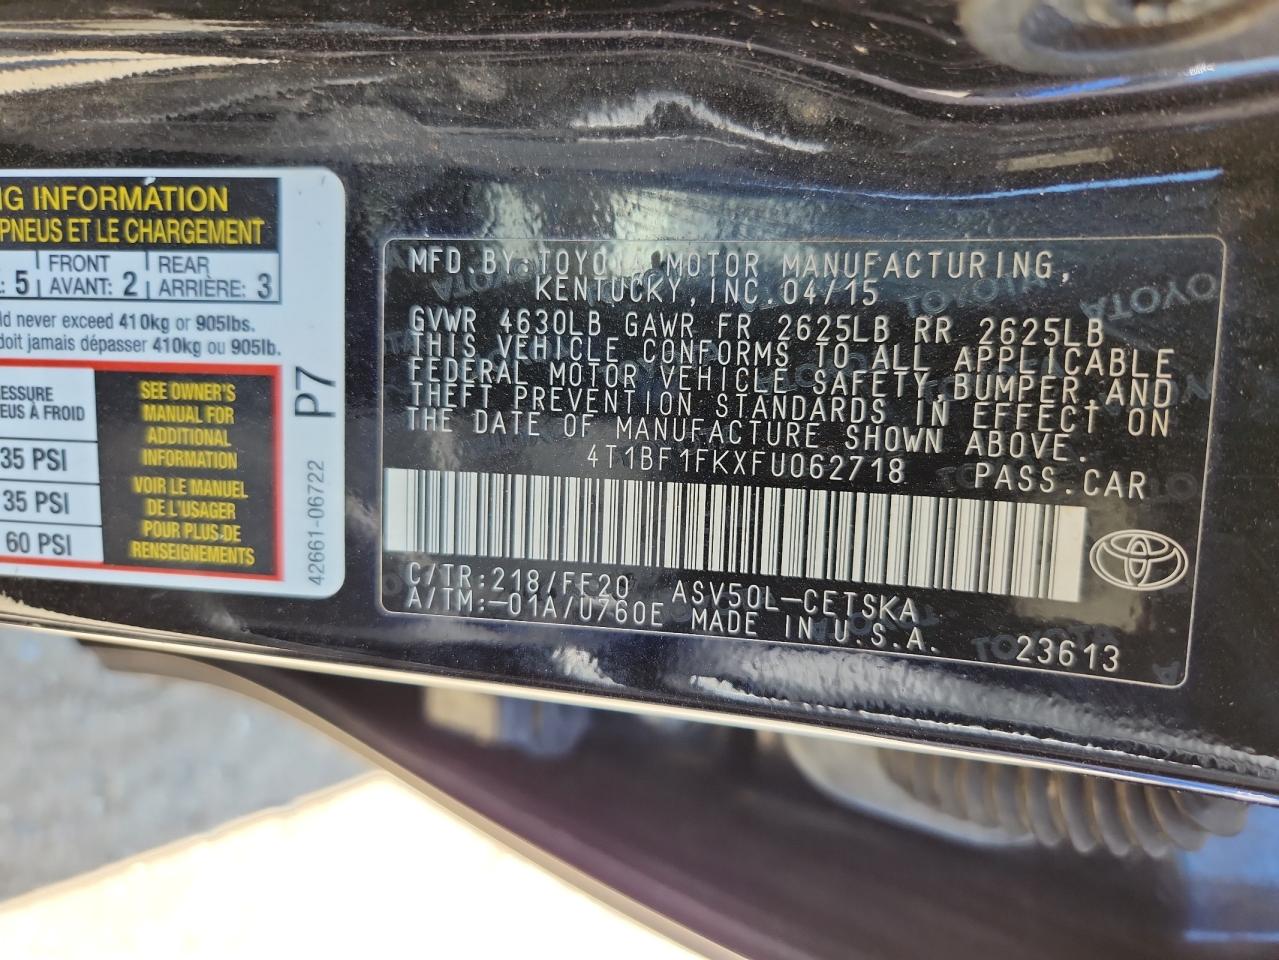 NG INFORMATION
PNEUS ET LE CHARGEMENT
: 5 FRONT AVANT: 2 REAR ARRIÈRE: 3
ld never exceed 410kg or 905lbs.
doit jamais dépasser 410kg ou 905lb.
ESSURE
EUS À FROID
35 PSI
35 PSI
60 PSI
SEE OWNER'S
MANUAL FOR
ADDITIONAL
INFORMATION
VOIR LE MANUEL
DE L'USAGER
POUR PLUS DE
RENSEIGNEMENTS
P7
42661-06722
MFD.BY:TOYOTA MOTOR MANUFACTURING,
KENTUCKY,INC.04/15
GVWR 4630LB GAWR FR 2625LB RR 2625LB
THIS VEHICLE CONFORMS TO ALL APPLICABLE
FEDERAL MOTOR VEHICLE SAFETY,BUMPER,AND
THEFT PREVENTION STANDARDS IN EFFECT ON
THE DATE OF MANUFACTURE SHOWN ABOVE.
4T1BF1FKXFU062718 PASS.CAR
C/TR:218/FF20 ASV50L-CETSKA
A/TM:-01A/U760E MADE IN U.S.A. 23613